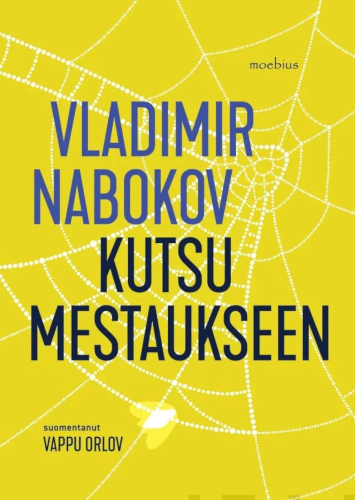 moebius
VLADIMIR
NABOKOV
KUTSU
MESTAUKSEEN
suomentanut
VAPPU ORLOV